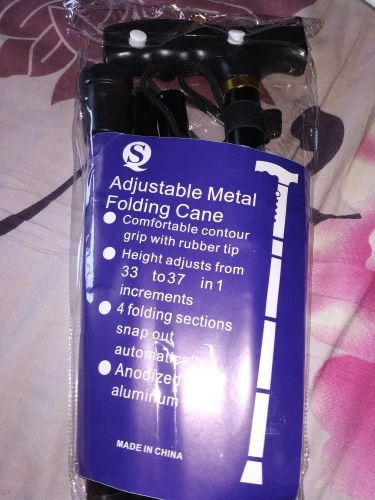 SQ
Adjustable Metal
Folding Cane
Comfortable contour
grip with rubber tip
Height adjusts from
33 to 37 in 1
increments
4 folding sections
snap out
automatically
Anodized
aluminum
MADE IN CHINA